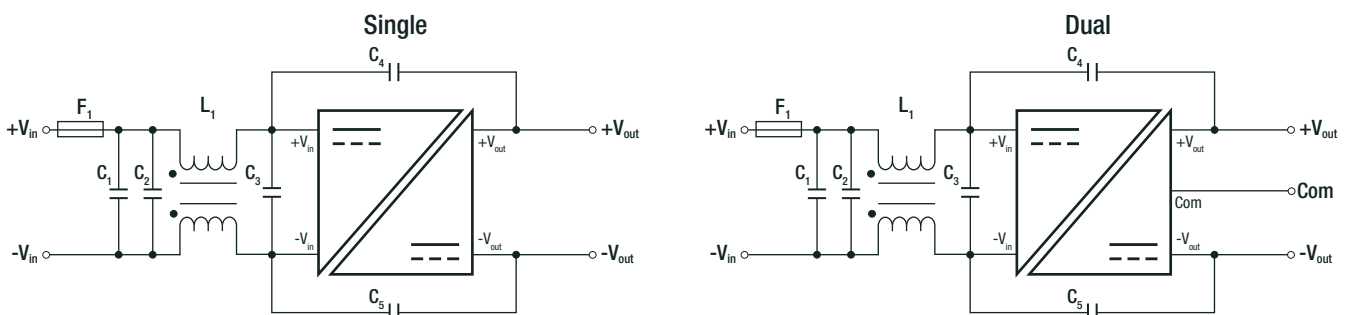 Single
C₄
F₁
L₁
+Vin
+Vout
+Vin
+Vout
C₁
C₂
C₃
-Vin
-Vout
-Vin
-Vout
C₅
Dual
C₄
F₁
L₁
+Vin
+Vout
+Vin
+Vout
C₁
C₂
C₃
Com
Com
-Vin
-Vout
-Vin
-Vout
C₅